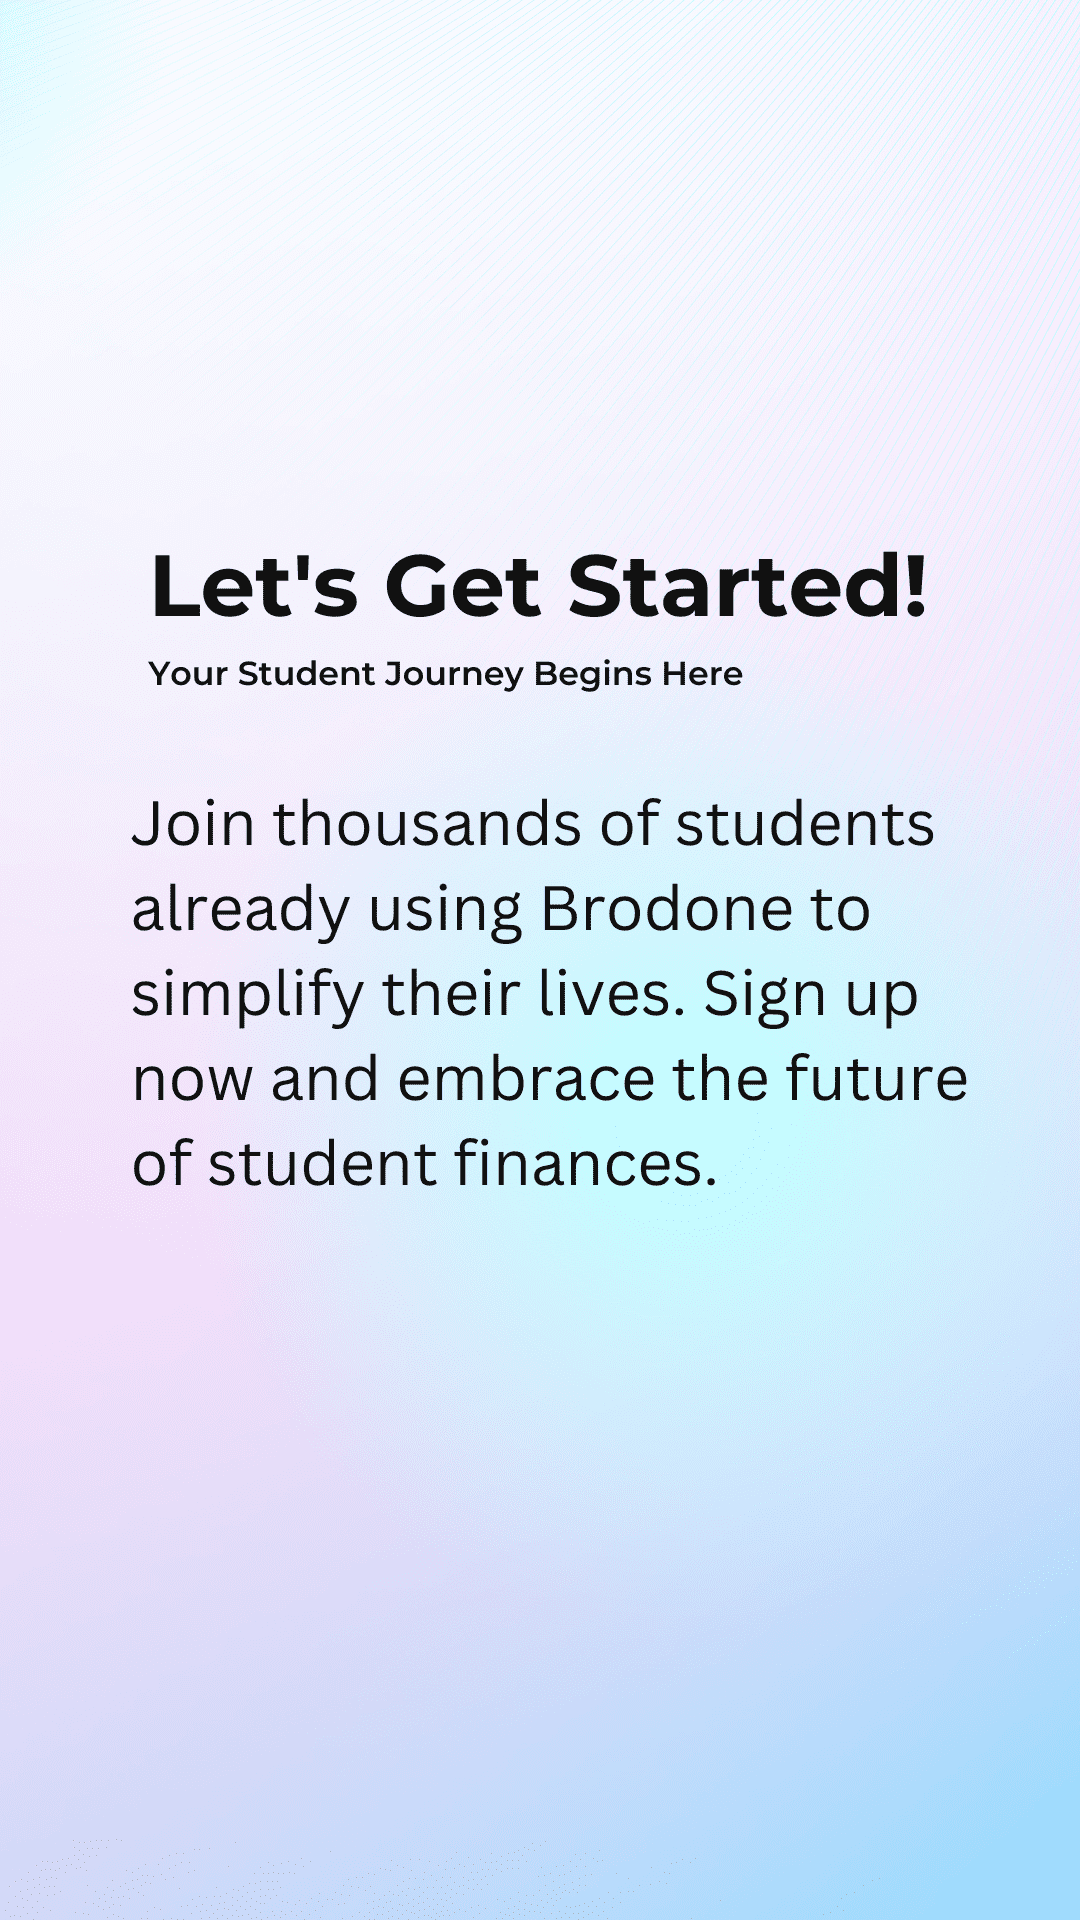 Let's Get Started!
Your Student Journey Begins Here
Join thousands of students
already using Brodone to
simplify their lives. Sign up
now and embrace the future
of student finances.